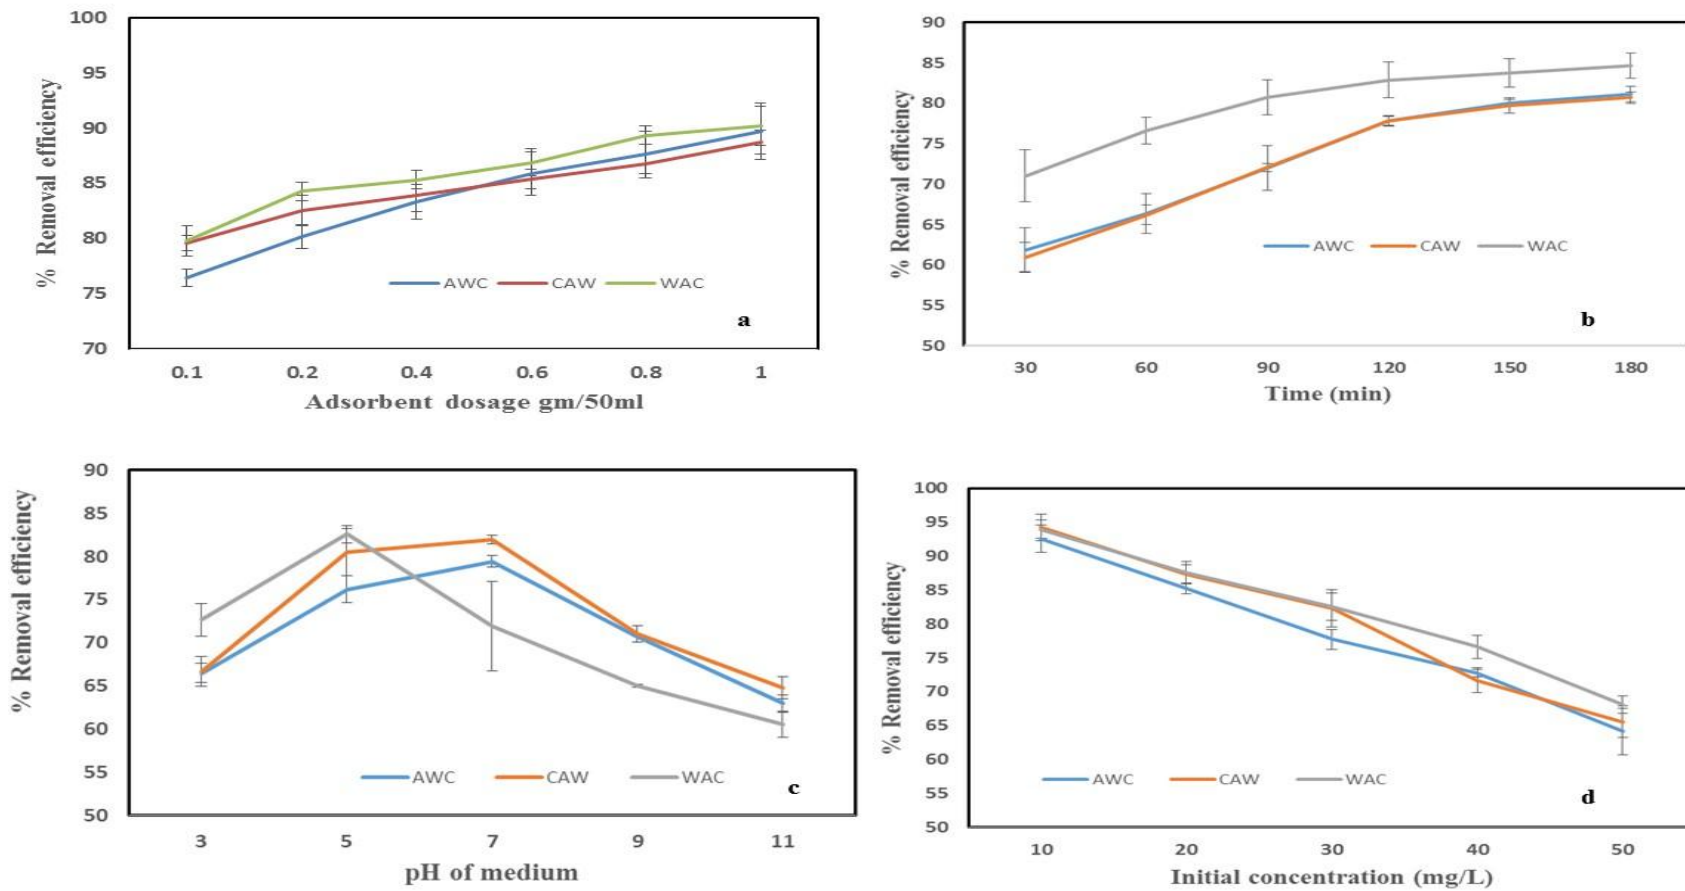 100
95
90
85
80
75
70
% Removal efficiency
AWC CAW WAC
a
0.1 0.2 0.4 0.6 0.8 1
Adsorbent dosage gm/50ml
90
85
80
75
70
65
60
55
50
% Removal efficiency
AWC CAW WAC
b
30 60 90 120 150 180
Time (min)
90
85
80
75
70
65
60
55
50
% Removal efficiency
AWC CAW WAC
c
3 5 7 9 11
pH of medium
100
95
90
85
80
75
70
65
60
55
50
% Removal efficiency
AWC CAW WAC
d
10 20 30 40 50
Initial concentration (mg/L)